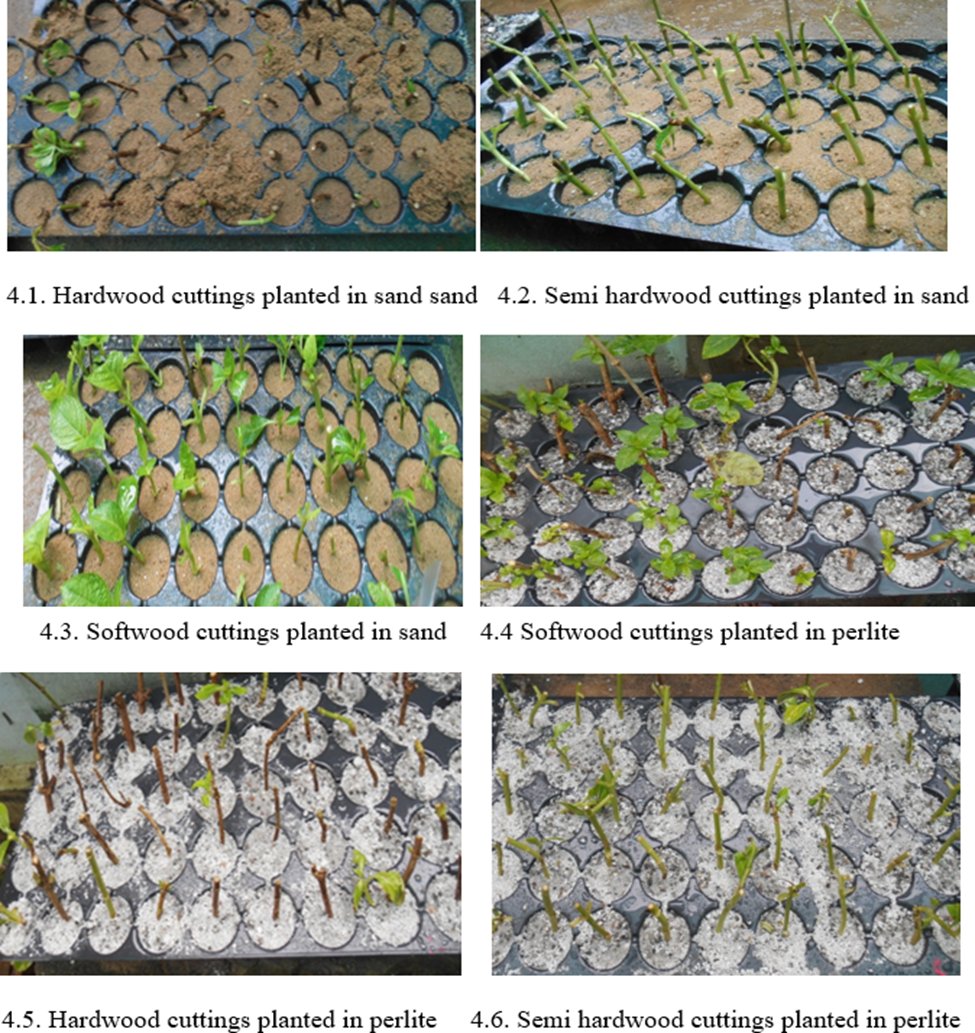 4.1. Hardwood cuttings planted in sand sand
4.2. Semi hardwood cuttings planted in sand
4.3. Softwood cuttings planted in sand
4.4 Softwood cuttings planted in perlite
4.5. Hardwood cuttings planted in perlite
4.6. Semi hardwood cuttings planted in perlite